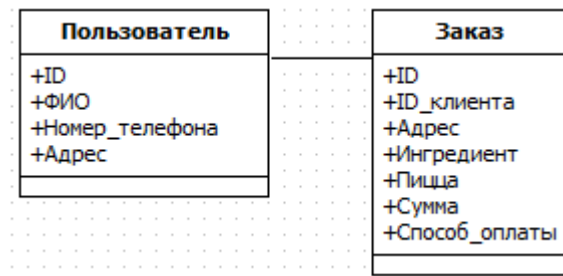 Пользователь
+ID
+ФИО
+Номер_телефона
+Адрес
Заказ
+ID
+ID_клиента
+Адрес
+Ингредиент
+Пицца
+Сумма
+Способ_оплаты